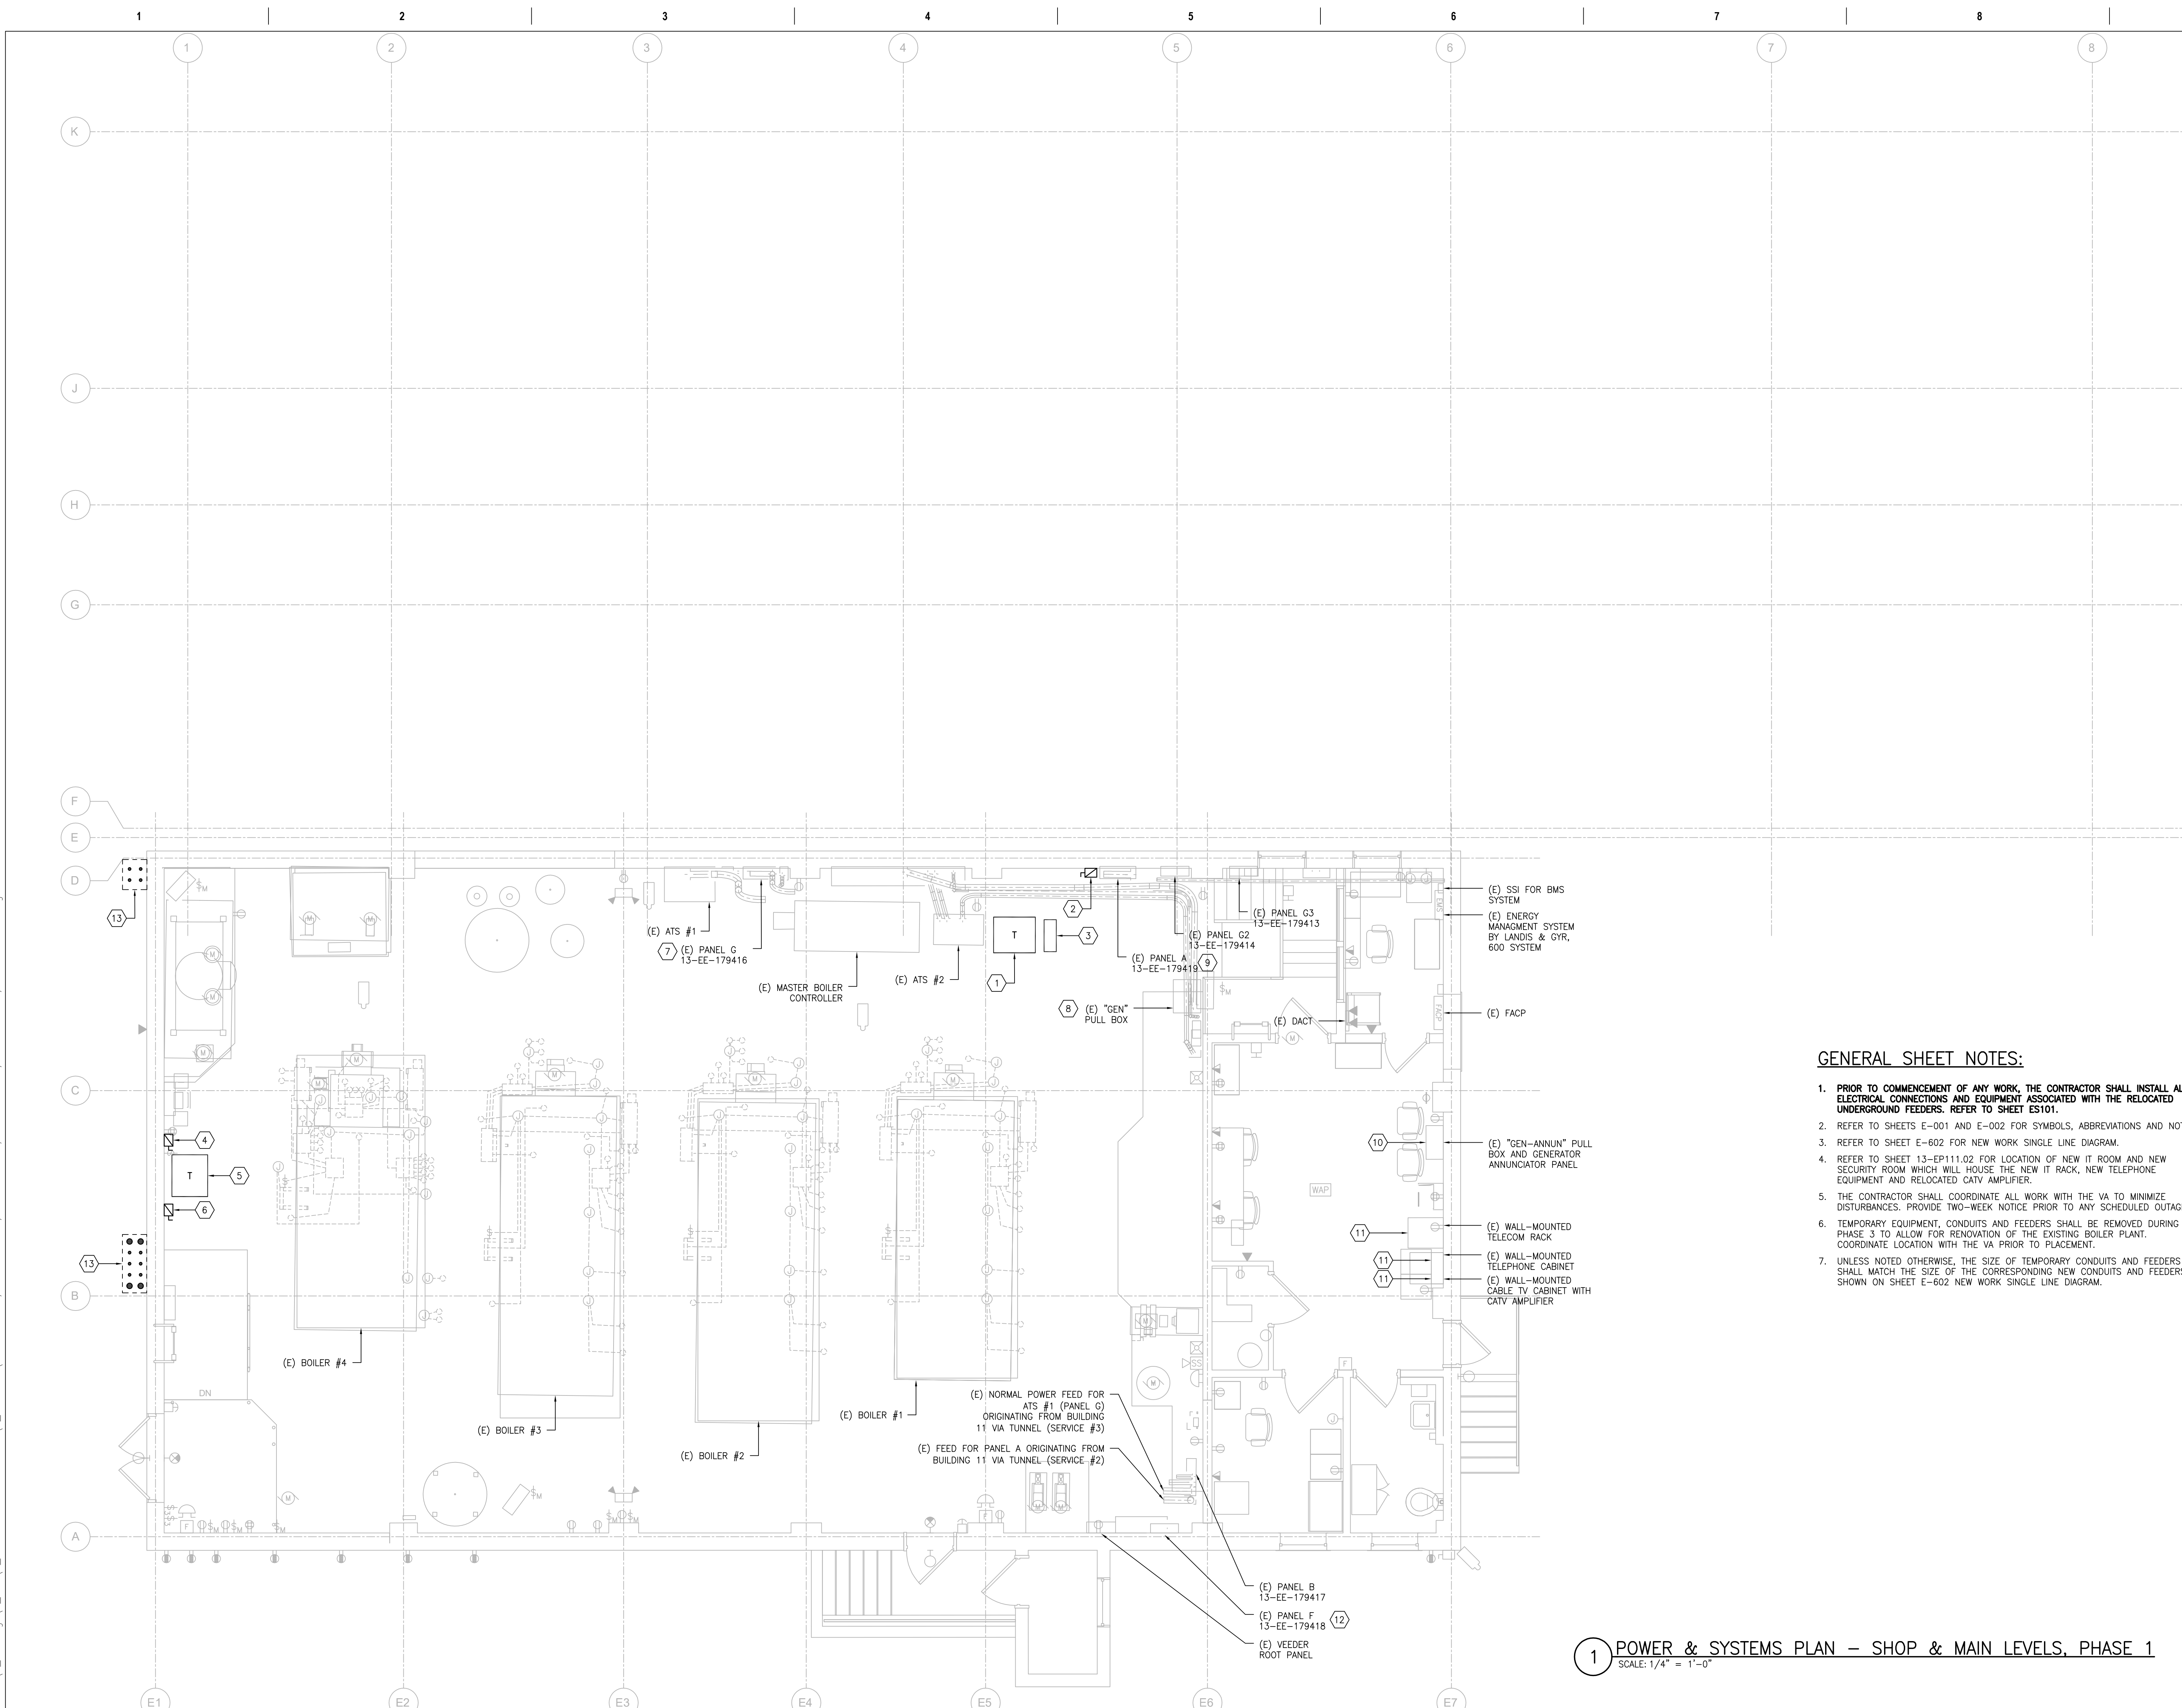 1 2 3 4 5 6 7 8
1 2 3 4 5 6 7 8
K
J
H
G
F
E
D
C
B
A
13
$M
M
(E) ATS #1
7
(E) PANEL G
13-EE-179416
(E) MASTER BOILER
CONTROLLER
(E) ATS #2
T
1
2
3
(E) PANEL G3
13-EE-179413
(E) PANEL G2
13-EE-179414
(E) PANEL A
13-EE-179419
9
8
(E) "GEN"
PULL BOX
(E) DACT
EMS
FACP
(E) SSI FOR BMS
SYSTEM
(E) ENERGY
MANAGMENT SYSTEM
BY LANDIS & GYR,
600 SYSTEM
(E) FACP
4
T
5
6
13
10
(E) "GEN-ANNUN" PULL
BOX AND GENERATOR
ANNUNCIATOR PANEL
WAP
11
(E) WALL-MOUNTED
TELECOM RACK
11
(E) WALL-MOUNTED
TELEPHONE CABINET
11
(E) WALL-MOUNTED
CABLE TV CABINET WITH
CATV AMPLIFIER
GENERAL SHEET NOTES:
1. PRIOR TO COMMENCEMENT OF ANY WORK, THE CONTRACTOR SHALL INSTALL
ELECTRICAL CONNECTIONS AND EQUIPMENT ASSOCIATED WITH THE RELOCATED
UNDERGROUND FEEDERS. REFER TO SHEET ES101.
2. REFER TO SHEETS E-001 AND E-002 FOR SYMBOLS, ABBREVIATIONS AND
3. REFER TO SHEET E-602 FOR NEW WORK SINGLE LINE DIAGRAM.
4. REFER TO SHEET 13-EP111.02 FOR LOCATION OF NEW IT ROOM AND NEW
SECURITY ROOM WHICH WILL HOUSE THE NEW IT RACK, NEW TELEPHONE
EQUIPMENT AND RELOCATED CATV AMPLIFIER.
5. THE CONTRACTOR SHALL COORDINATE ALL WORK WITH THE VA TO MINIMIZE
DISTURBANCES. PROVIDE TWO-WEEK NOTICE PRIOR TO ANY SCHEDULED
6. TEMPORARY EQUIPMENT, CONDUITS AND FEEDERS SHALL BE REMOVED DURING
PHASE 3 TO ALLOW FOR RENOVATION OF THE EXISTING BOILER PLANT.
COORDINATE LOCATION WITH THE VA PRIOR TO PLACEMENT.
7. UNLESS NOTED OTHERWISE, THE SIZE OF TEMPORARY CONDUITS AND FEEDERS
SHALL MATCH THE SIZE OF THE CORRESPONDING NEW CONDUITS AND FEEDERS
SHOWN ON SHEET E-602 NEW WORK SINGLE LINE DIAGRAM.
(E) BOILER #4
DN
(E) BOILER #3
(E) BOILER #2
(E) BOILER #1
SS
F
(E) NORMAL POWER FEED FOR
ATS #1 (PANEL G)
ORIGINATING FROM BUILDING
11 VIA TUNNEL (SERVICE #3)
(E) FEED FOR PANEL A ORIGINATING FROM
BUILDING 11 VIA TUNNEL (SERVICE #2)
(E) PANEL B
13-EE-179417
(E) PANEL F
13-EE-179418
12
(E) VEEDER
ROOT PANEL
1
POWER & SYSTEMS PLAN - SHOP & MAIN LEVELS, PHASE 1
SCALE: 1/4" = 1'-0"
E1 E2 E3 E4 E5 E6 E7